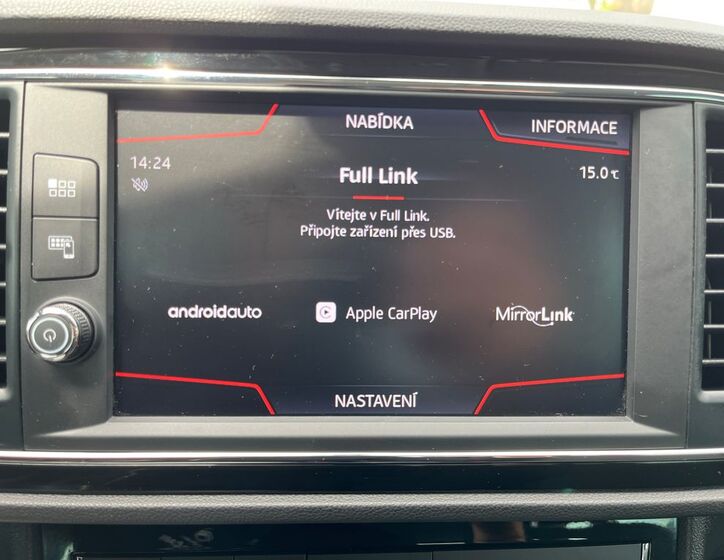 NABÍDKA
INFORMACE
14:24
15.0 °C
Full Link
Vítejte v Full Link.
Připojte zařízení přes USB.
androidauto
Apple CarPlay
MirrorLink
NASTAVENÍ